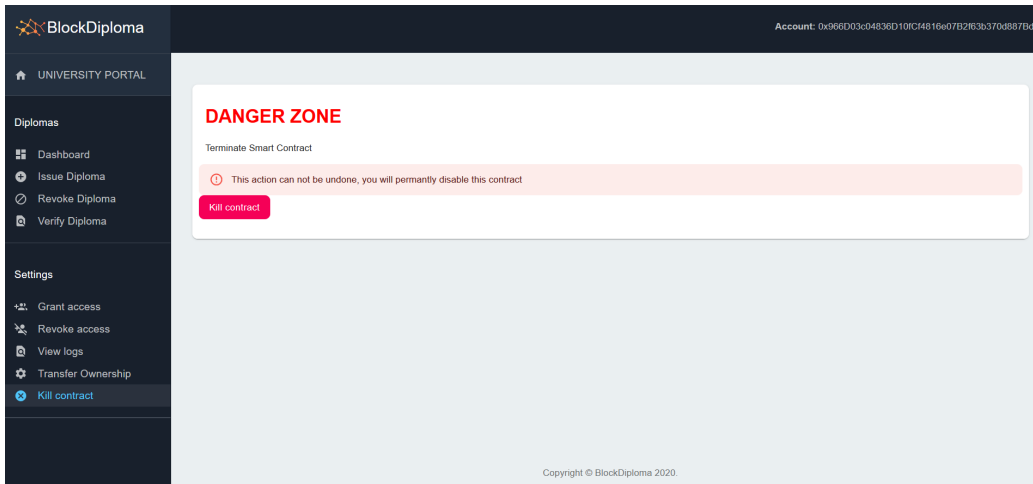 BlockDiploma
Account: 0x966D03c04836D10fCf4816e07B2f63b370d887Bd
UNIVERSITY PORTAL
Diplomas
Dashboard
Issue Diploma
Revoke Diploma
Verify Diploma
Settings
Grant access
Revoke access
View logs
Transfer Ownership
Kill contract
DANGER ZONE
Terminate Smart Contract
This action can not be undone, you will permantly disable this contract
Kill contract
Copyright © BlockDiploma 2020.